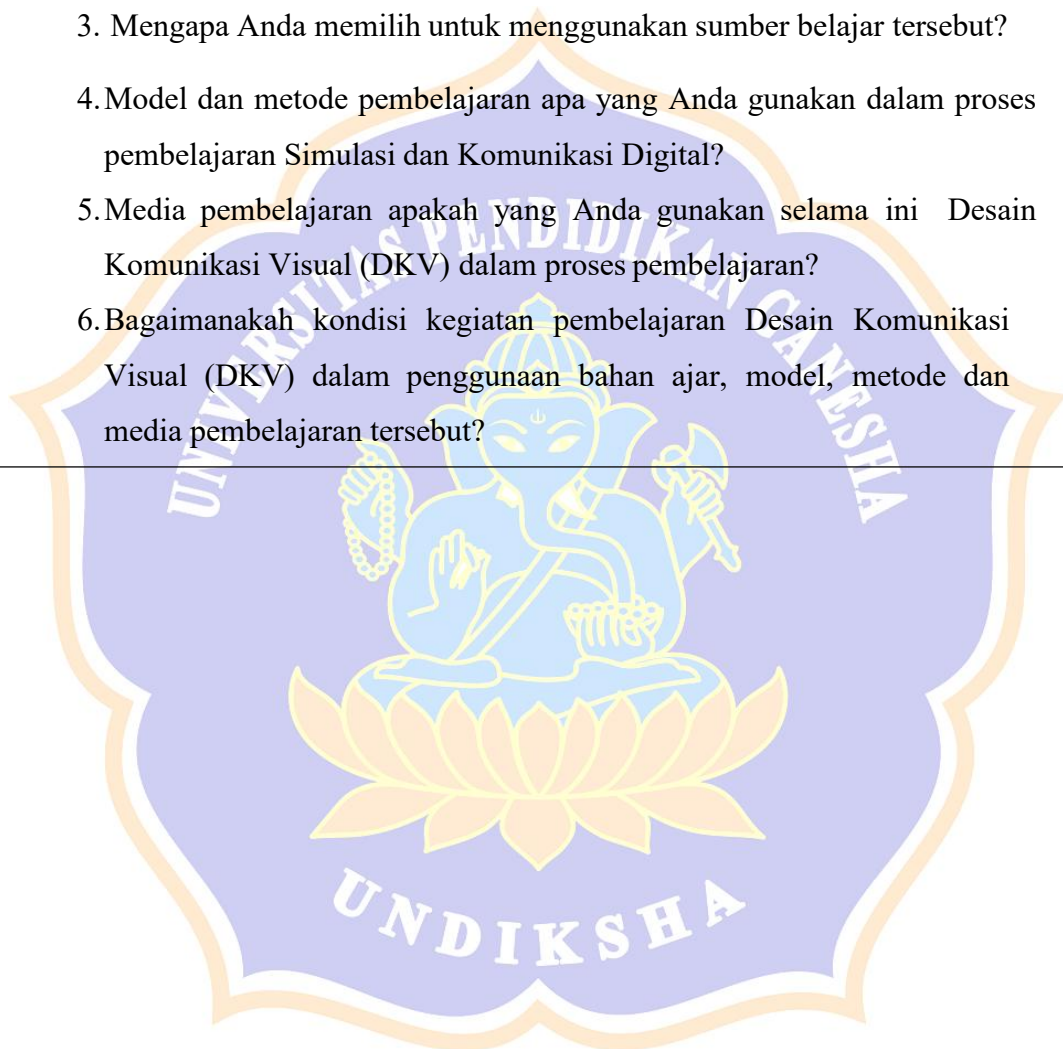 3. Mengapa Anda memilih untuk menggunakan sumber belajar tersebut?
4. Model dan metode pembelajaran apa yang Anda gunakan dalam proses
pembelajaran Simulasi dan Komunikasi Digital?
5. Media pembelajaran apakah yang Anda gunakan selama ini Desain
Komunikasi Visual (DKV) dalam proses pembelajaran?
6. Bagaimanakah kondisi kegiatan pembelajaran Desain Komunikasi
Visual (DKV) dalam penggunaan bahan ajar, model, metode dan
media pembelajaran tersebut?
UNIVERSITAS PENDIDIKAN GANESHA
UNDIKSHA